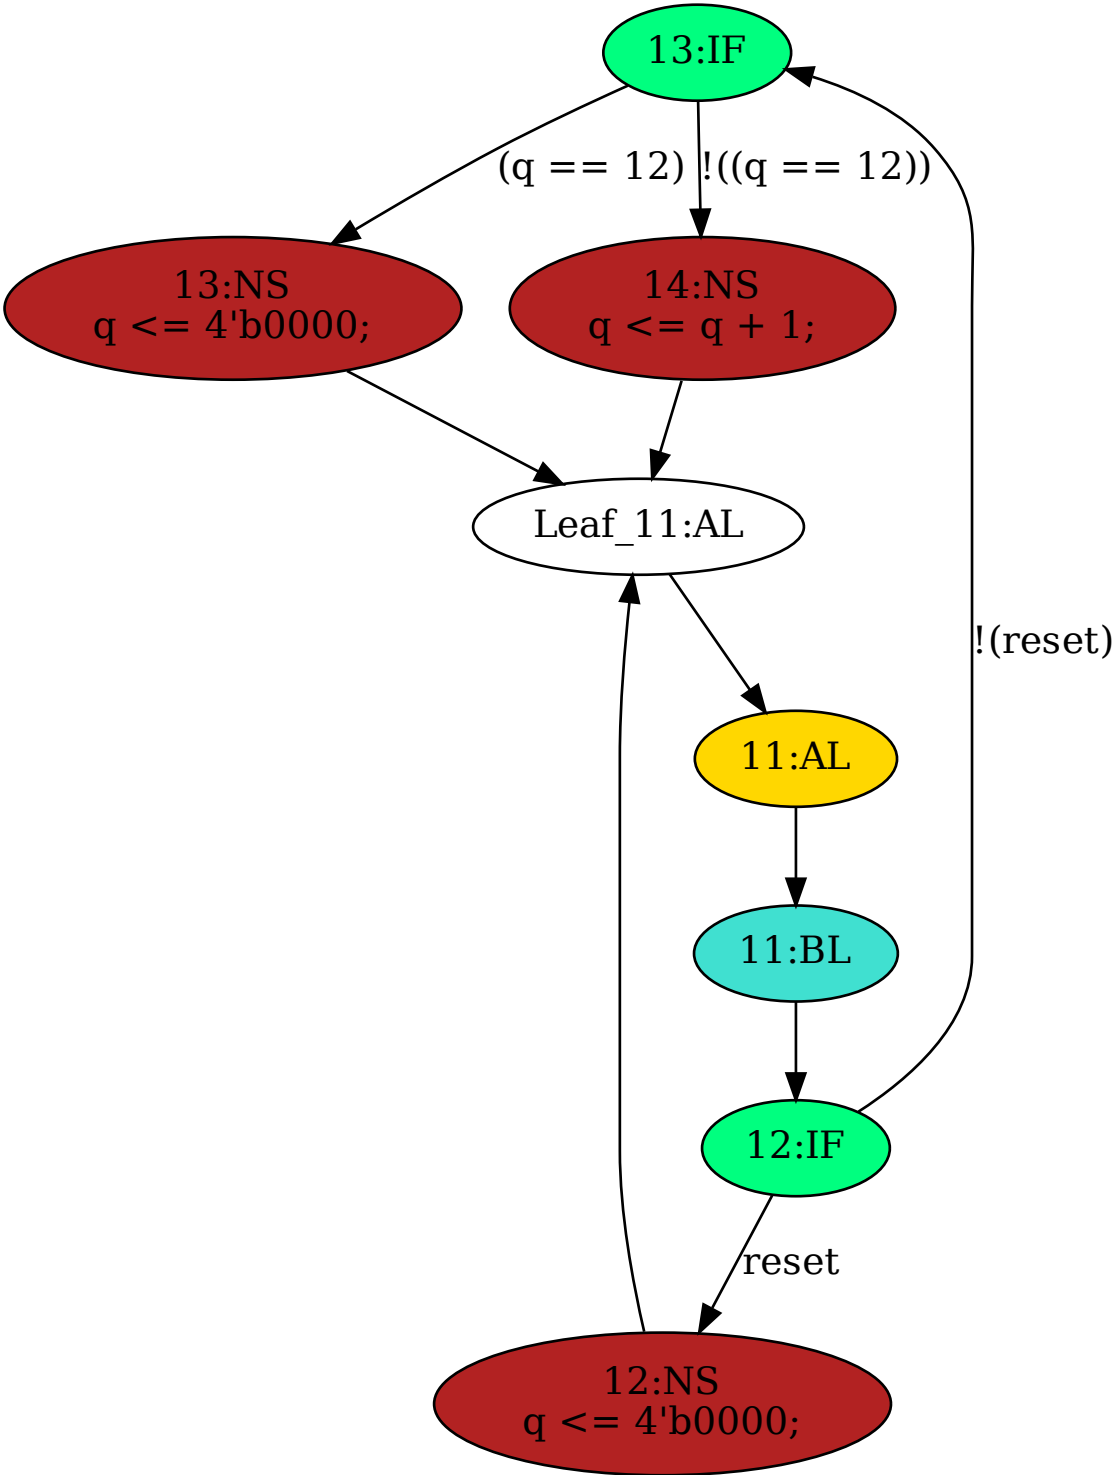 13:IF
(q == 12)
!((q == 12))
13:NS
q <= 4'b0000;
14:NS
q <= q + 1;
Leaf_11:AL
!(reset)
11:AL
11:BL
12:IF
reset
12:NS
q <= 4'b0000;